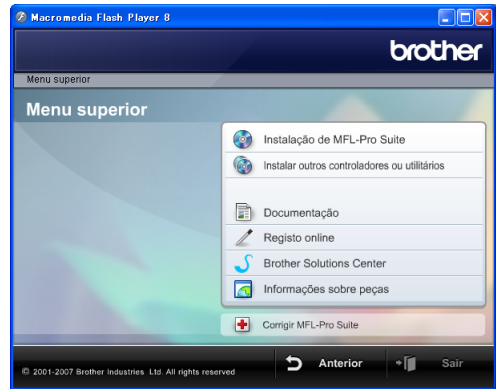 Macromedia Flash Player 8
brother
Menu superior
Menu superior
Instalação de MFL-Pro Suite
Instalar outros controladores ou utilitários
Documentação
Registo online
Brother Solutions Center
Informações sobre peças
Corrigir MFL-Pro Suite
© 2001-2007 Brother Industries Ltd. All rights reserved
Anterior
Sair